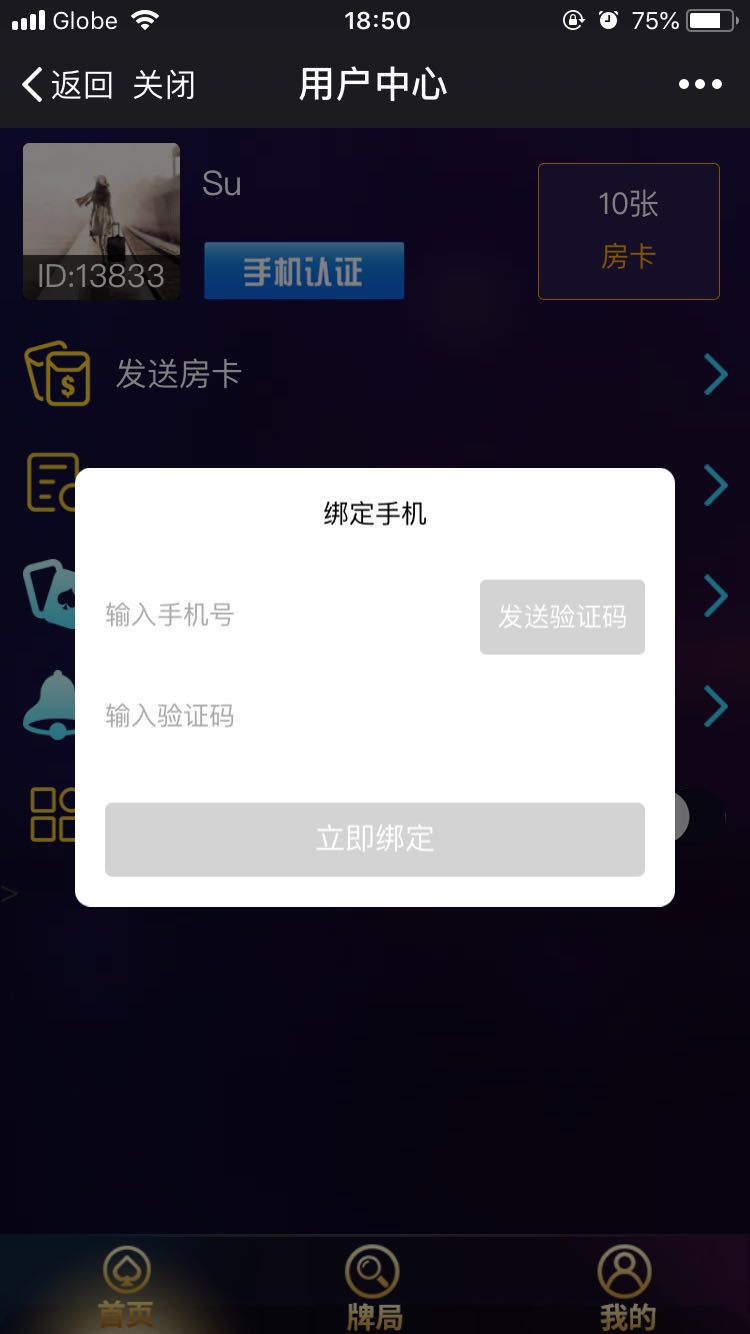 Globe 18:50 75%
返回 关闭 用户中心
Su
10张
房卡
ID:13833
手机认证
发送房卡
$
绑定手机
输入手机号
发送验证码
输入验证码
立即绑定
>
首页 牌局 我的